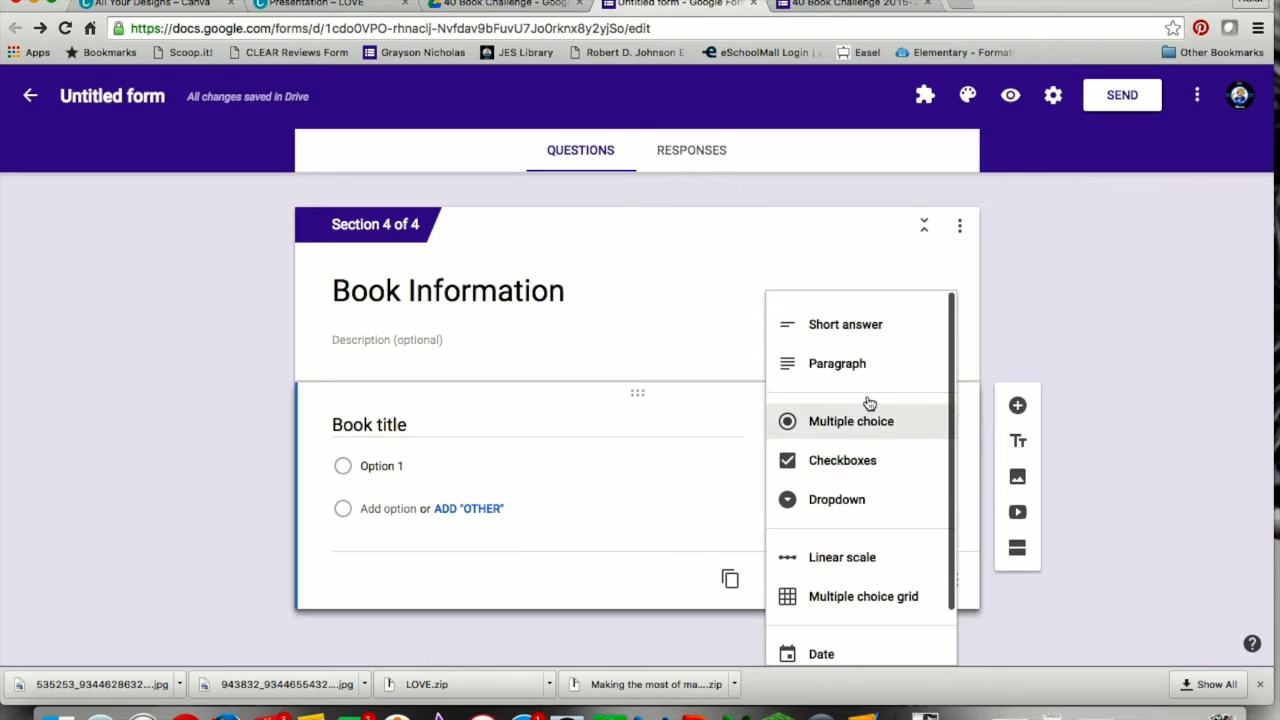 All Your Designs – Canva
Presentation – LOVE
40 Book Challenge - Goog
Untitled form - Google For
40 Book Challenge 2015-2
https://docs.google.com/forms/d/1cdo0VPO-rhnaclj-Nvfdav9bFuvU7Jo0rknx8y2yjSo/edit
Apps
Bookmarks
Scoop.it!
CLEAR Reviews Form
Grayson Nicholas
JES Library
Robert D. Johnson E
eSchoolMall Login |
Easel
Elementary - Format
Other Bookmarks
Untitled form
All changes saved in Drive
SEND
QUESTIONS
RESPONSES
Section 4 of 4
Book Information
Description (optional)
Short answer
Paragraph
Multiple choice
Checkboxes
Dropdown
Linear scale
Multiple choice grid
Date
Book title
Option 1
Add option or ADD "OTHER"
535253_9344628632....jpg
943832_9344655432....jpg
LOVE.zip
Making the most of ma....zip
Show All